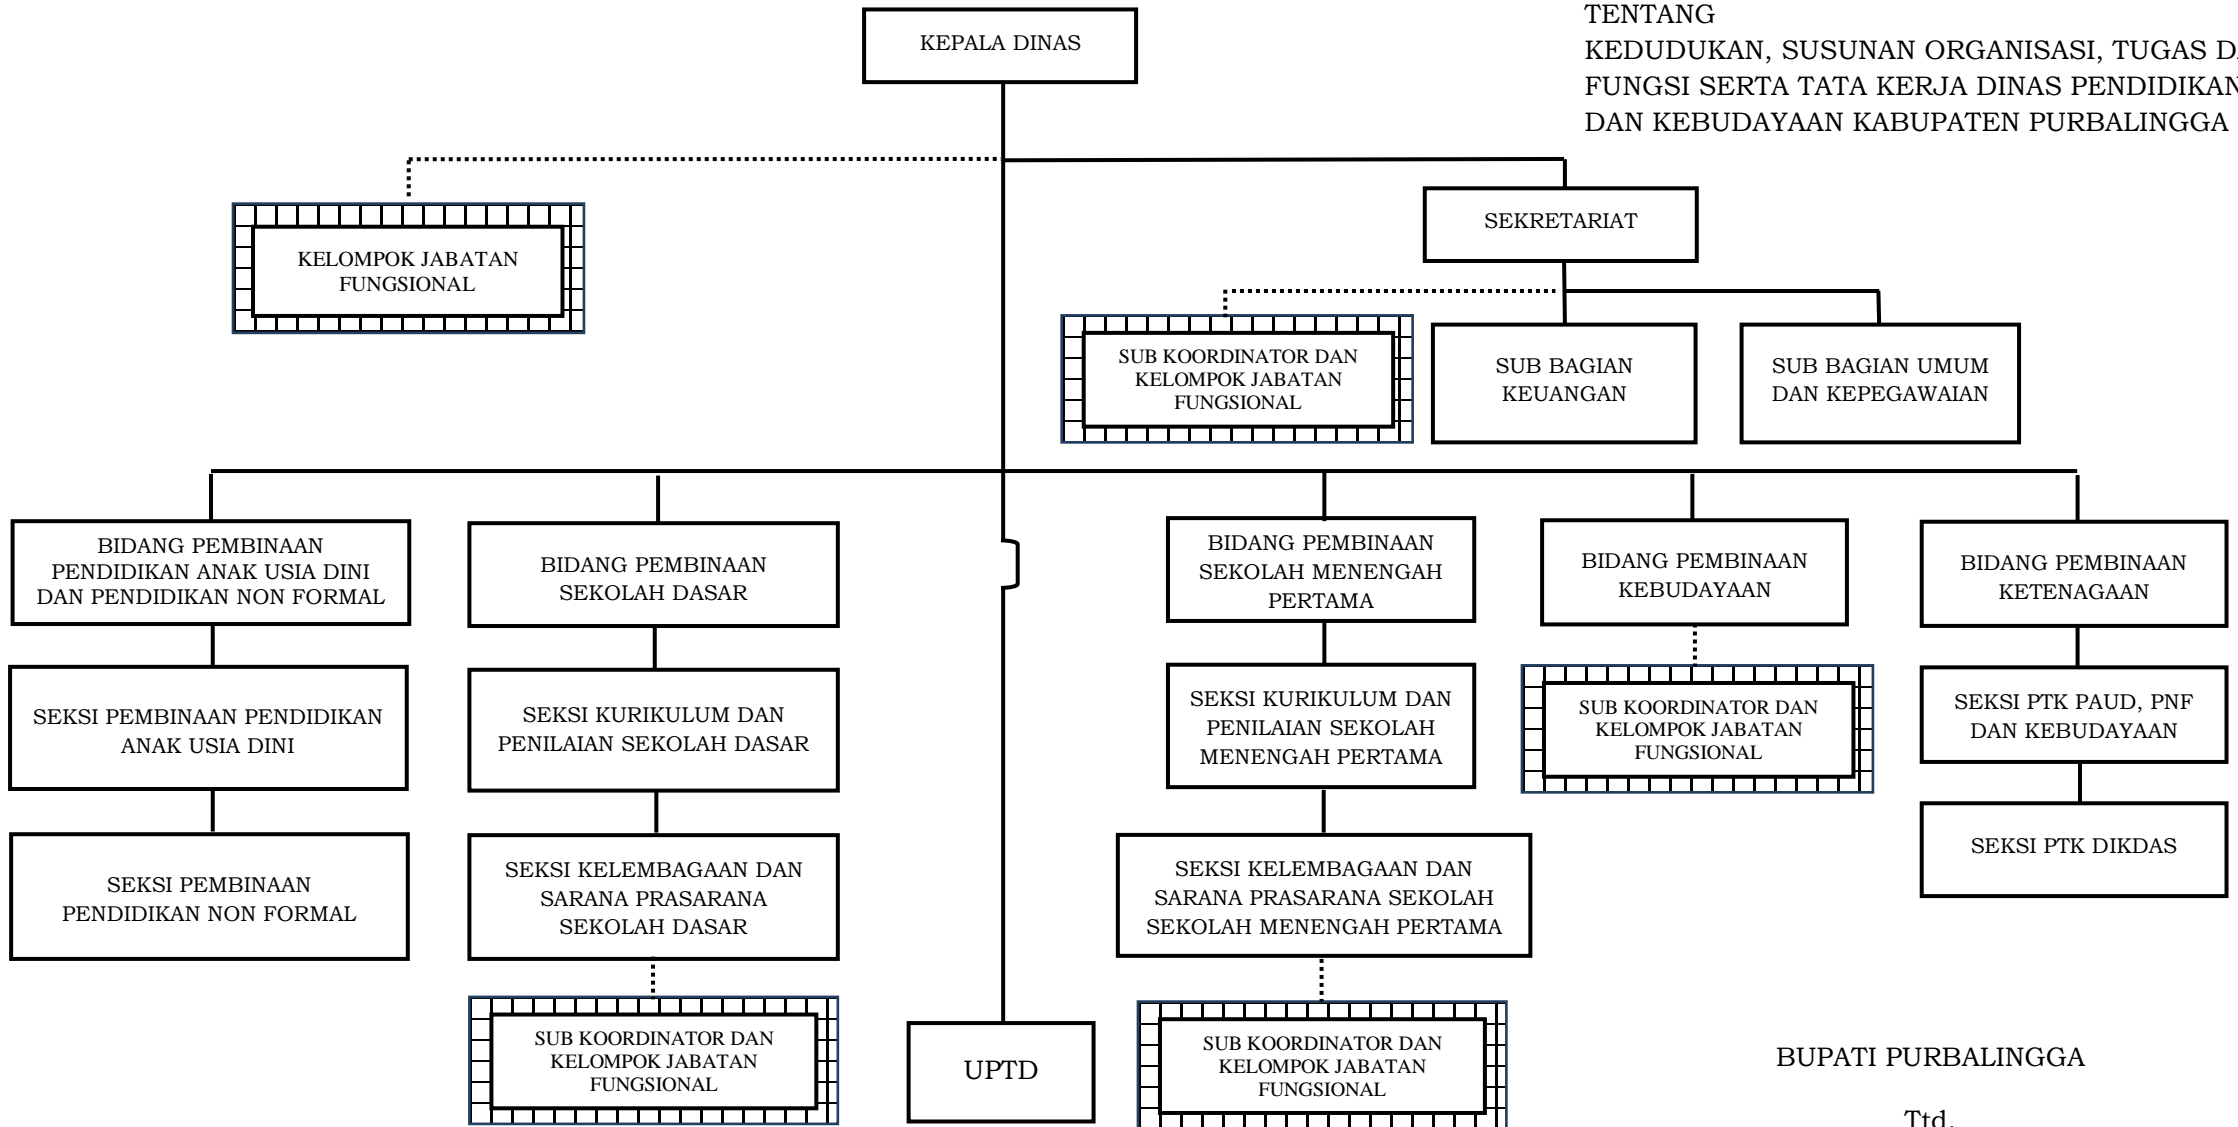 TENTANG
KEDUDUKAN, SUSUNAN ORGANISASI, TUGAS
FUNGSI SERTA TATA KERJA DINAS PENDIDIKAN
DAN KEBUDAYAAN KABUPATEN PURBALINGGA
KEPALA DINAS
SEKRETARIAT
KELOMPOK JABATAN
FUNGSIONAL
SUB KOORDINATOR DAN
KELOMPOK JABATAN
FUNGSIONAL
SUB BAGIAN
KEUANGAN
SUB BAGIAN UMUM
DAN KEPEGAWAIAN
BIDANG PEMBINAAN
PENDIDIKAN ANAK USIA DINI
DAN PENDIDIKAN NON FORMAL
BIDANG PEMBINAAN
SEKOLAH DASAR
BIDANG PEMBINAAN
SEKOLAH MENENGAH
PERTAMA
BIDANG PEMBINAAN
KEBUDAYAAN
BIDANG PEMBINAAN
KETENAGAAN
SEKSI PEMBINAAN PENDIDIKAN
ANAK USIA DINI
SEKSI KURIKULUM DAN
PENILAIAN SEKOLAH DASAR
SEKSI KURIKULUM DAN
PENILAIAN SEKOLAH
MENENGAH PERTAMA
SUB KOORDINATOR DAN
KELOMPOK JABATAN
FUNGSIONAL
SEKSI PTK PAUD, PNF
DAN KEBUDAYAAN
SEKSI PEMBINAAN
PENDIDIKAN NON FORMAL
SEKSI KELEMBAGAAN DAN
SARANA PRASARANA
SEKOLAH DASAR
SEKSI KELEMBAGAAN DAN
SARANA PRASARANA SEKOLAH
SEKOLAH MENENGAH PERTAMA
SEKSI PTK DIKDAS
SUB KOORDINATOR DAN
KELOMPOK JABATAN
FUNGSIONAL
UPTD
SUB KOORDINATOR DAN
KELOMPOK JABATAN
FUNGSIONAL
BUPATI PURBALINGGA
Ttd.